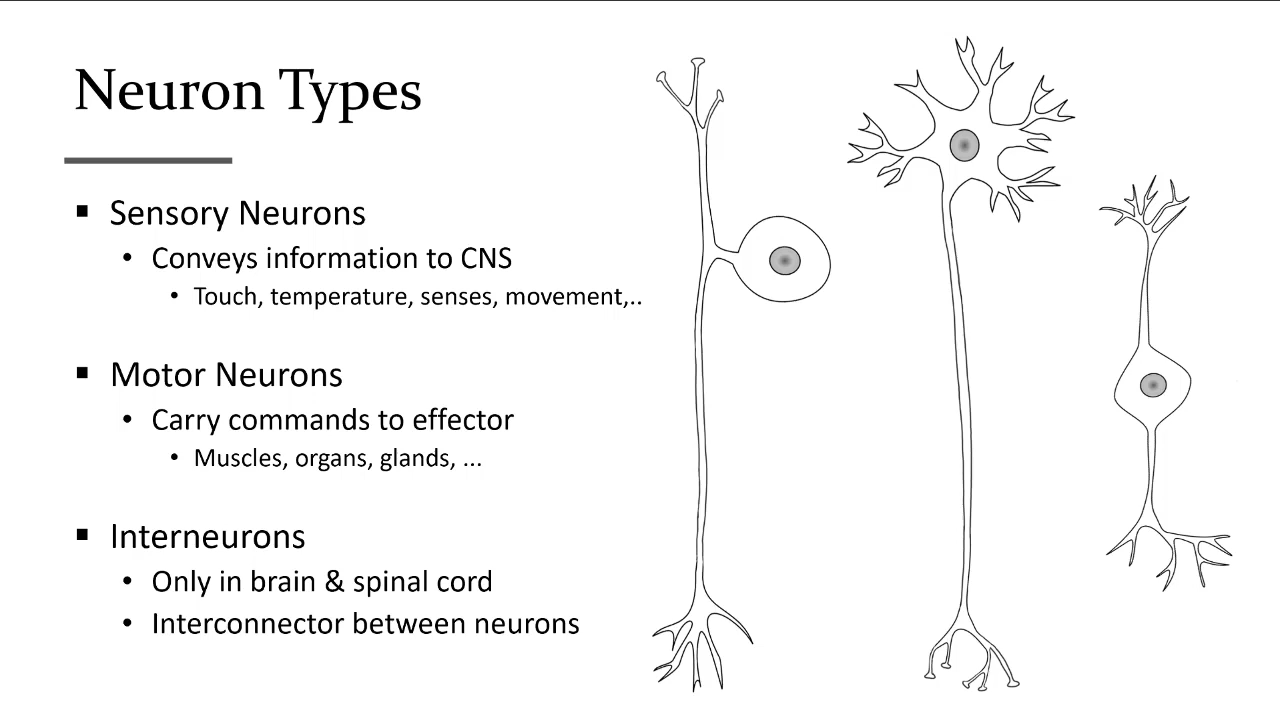 Neuron Types
▪ Sensory Neurons
• Conveys information to CNS
• Touch, temperature, senses, movement,..
▪ Motor Neurons
• Carry commands to effector
• Muscles, organs, glands, ...
▪ Interneurons
• Only in brain & spinal cord
• Interconnector between neurons